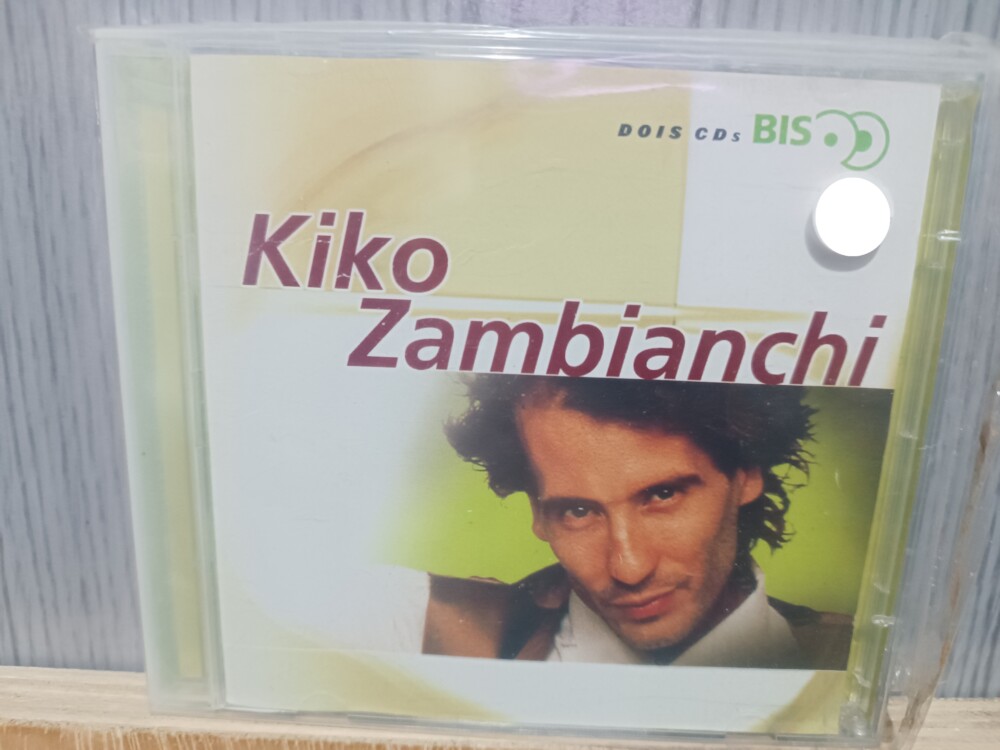 DOIS CDs BIS
Kiko
Zambianchi